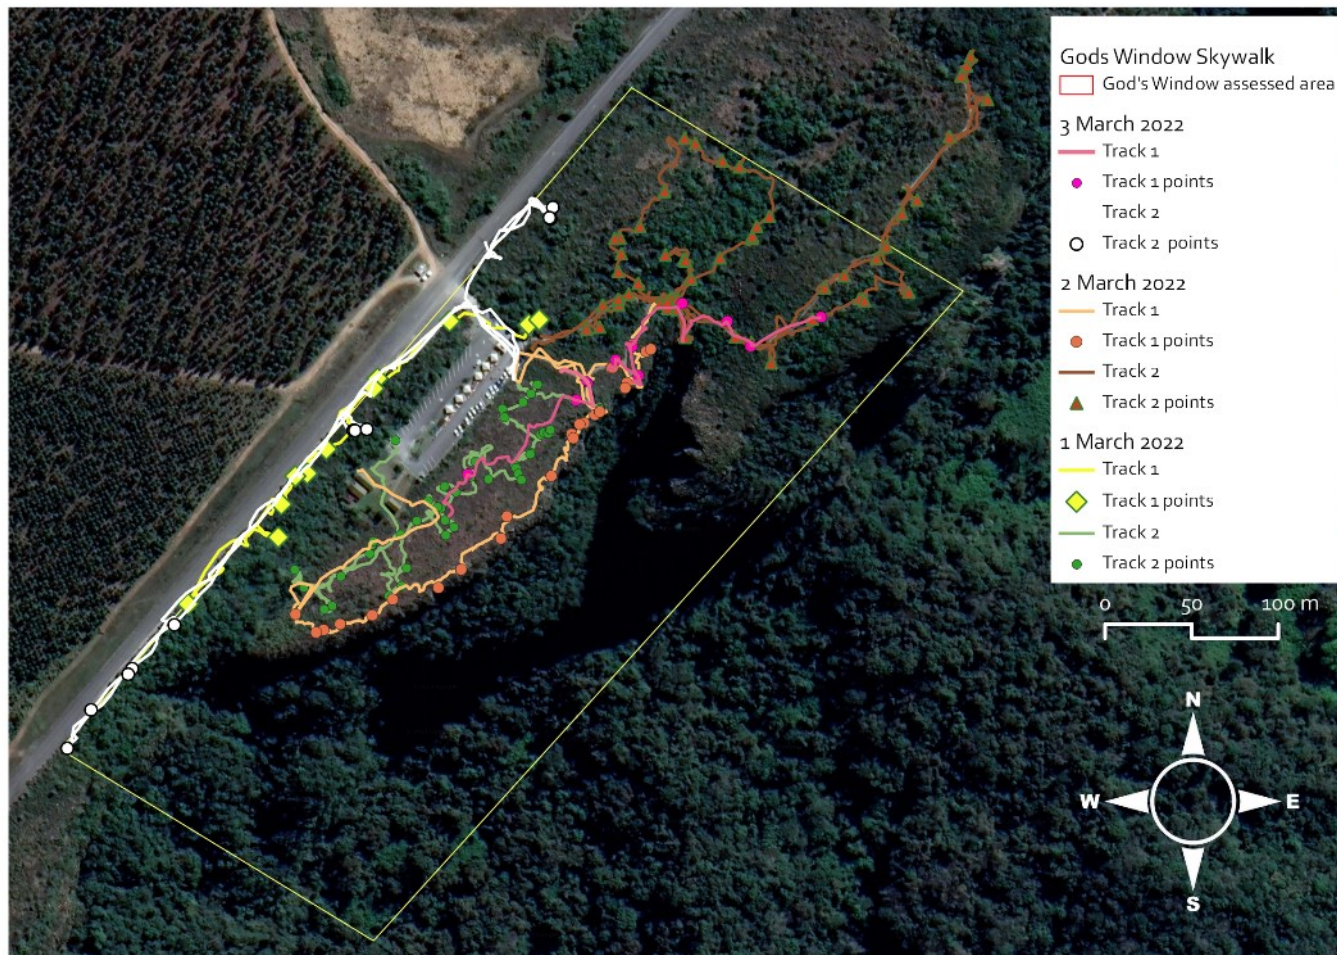 Gods Window Skywalk
God's Window assessed area
3 March 2022
Track 1
Track 1 points
Track 2
Track 2 points
2 March 2022
Track 1
Track 1 points
Track 2
Track 2 points
1 March 2022
Track 1
Track 1 points
Track 2
Track 2 points
0 50 100 m
N
W E
S